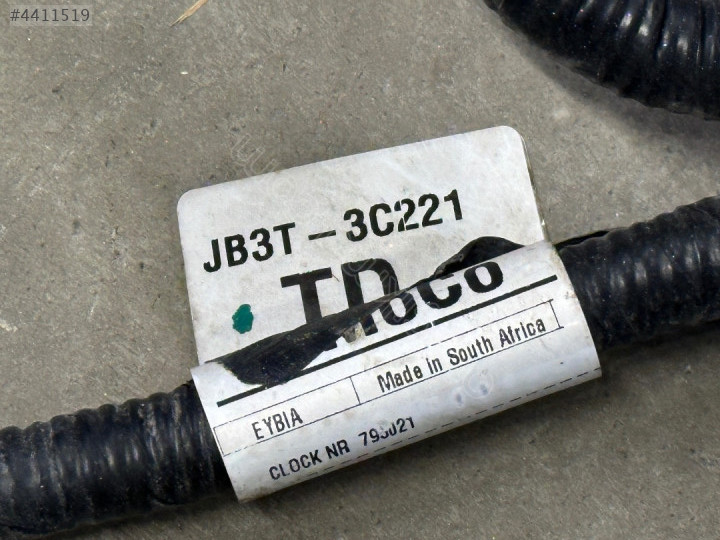 #4411519
JB3T-3C221
EYBIA
Made in South Africa
CLOCK NR